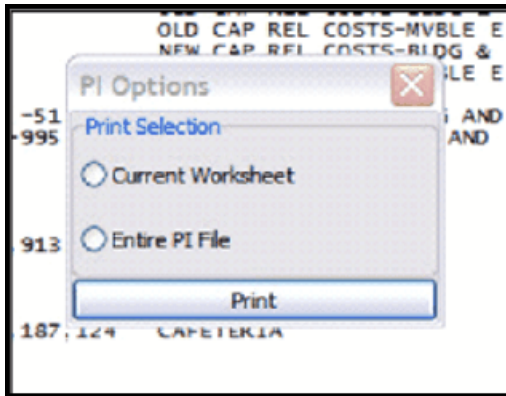 OLD CAP REL COSTS-MVBLE E
NEW CAP REL COSTS-BLDG &
PI Options
BLE E
-51
AND
Print Selection
-995
AND
Current Worksheet
913
Entire PI File
Print
187,124 CAFETERIA